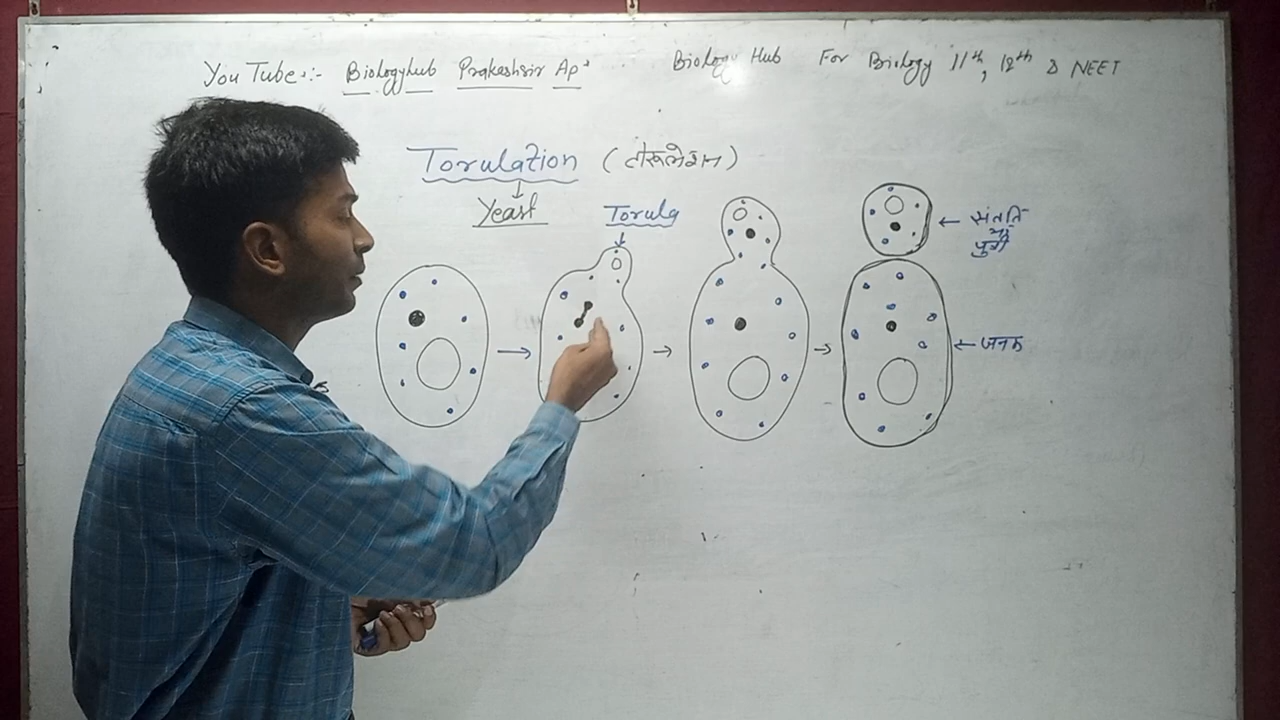 YouTube:- Biologyhub Prakashsir Ap+
Biology Hub For Biology 11th, 12th & NEET
Torulation (टोरूलेशन)
Yeast
Torula
संतति
या
पुत्री
जनक